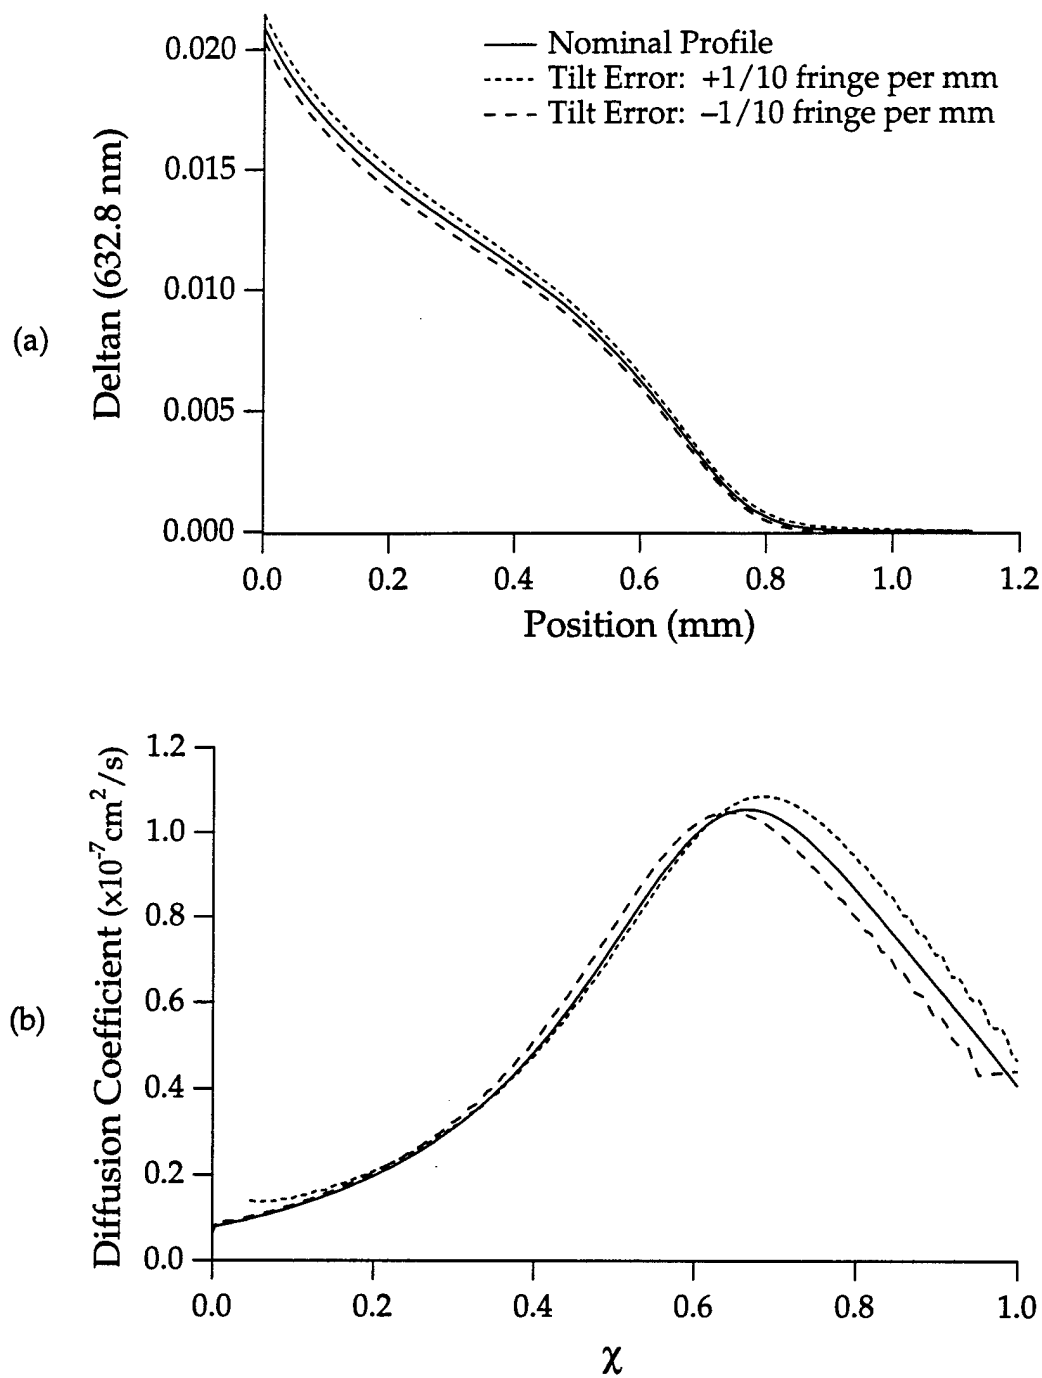 0.020
0.015
0.010
0.005
0.000
Deltan (632.8 nm)
(a)
Nominal Profile
Tilt Error: +1/10 fringe per mm
Tilt Error: –1/10 fringe per mm
0.0 0.2 0.4 0.6 0.8 1.0 1.2
Position (mm)
1.2
1.0
0.8
0.6
0.4
0.2
0.0
Diffusion Coefficient (x10⁻⁷cm²/s)
(b)
0.0 0.2 0.4 0.6 0.8 1.0
χ